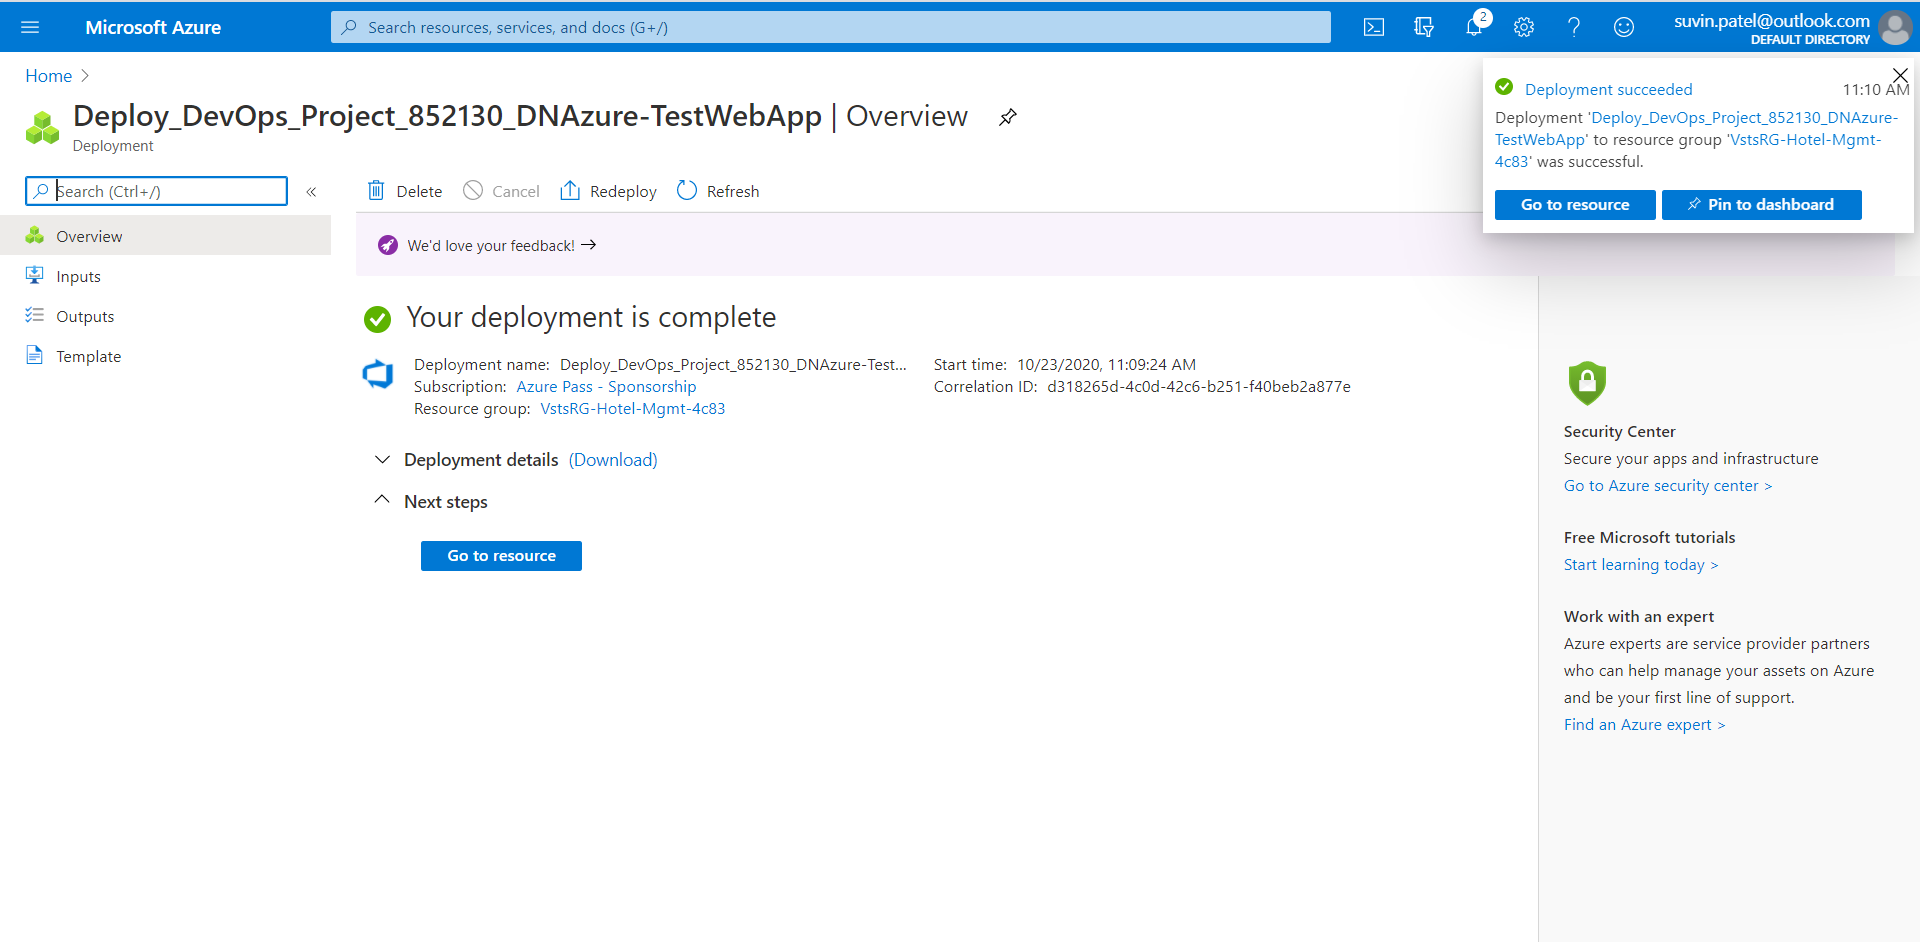 Microsoft Azure
Search resources, services, and docs (G+/)
2
suvin.patel@outlook.com
DEFAULT DIRECTORY
Home
Deploy_DevOps_Project_852130_DNAzure-TestWebApp | Overview
Deployment
Deployment succeeded
11:10 AM
Deployment 'Deploy_DevOps_Project_852130_DNAzure-
TestWebApp' to resource group 'VstsRG-Hotel-Mgmt-
4c83' was successful.
Go to resource
Pin to dashboard
Search (Ctrl+/)
«
Overview
Inputs
Outputs
Template
Delete
Cancel
Redeploy
Refresh
We'd love your feedback! →
Your deployment is complete
Deployment name: Deploy_DevOps_Project_852130_DNAzure-Test...
Subscription: Azure Pass - Sponsorship
Resource group: VstsRG-Hotel-Mgmt-4c83
Start time: 10/23/2020, 11:09:24 AM
Correlation ID: d318265d-4c0d-42c6-b251-f40beb2a877e
Deployment details (Download)
Next steps
Go to resource
Security Center
Secure your apps and infrastructure
Go to Azure security center >
Free Microsoft tutorials
Start learning today >
Work with an expert
Azure experts are service provider partners
who can help manage your assets on Azure
and be your first line of support.
Find an Azure expert >